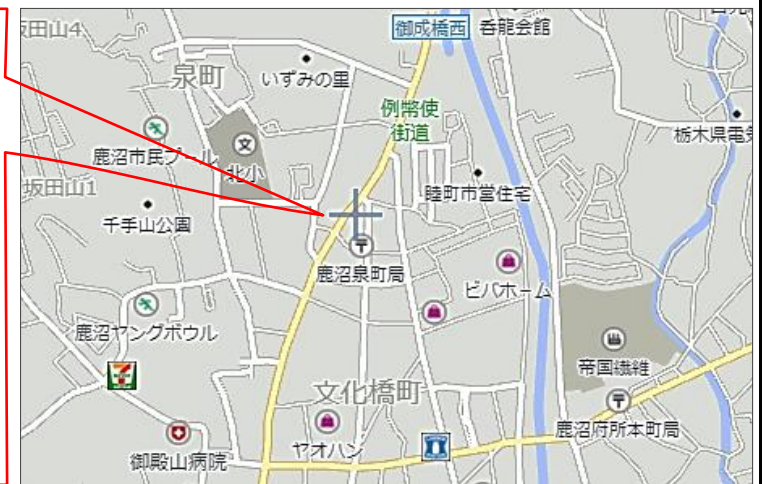 御成橋西
呑龍会館
坂田山4
泉町
いずみの里
例幣使
街道
栃木県電気
鹿沼市民プール
文
北小
坂田山1
千手山公園
睦町市営住宅
鹿沼泉町局
ビバホーム
鹿沼ヤングボウル
帝国繊維
文化橋町
鹿沼府所本町局
ヤオハン
御殿山病院